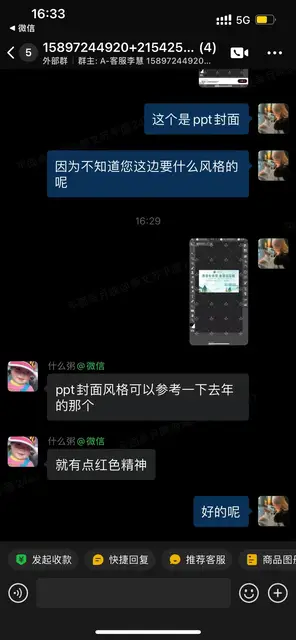 16:33
5G
62
微信
5
15897244920+215425... (4)
外部群 | 群主: A-客服李慧 15897244920...
这个是ppt封面
因为不知道您这边要什么风格的
呢
16:29
什么粥@微信
ppt封面风格可以参考一下去年
的那个
什么粥@微信
就有点红色精神
好的呢
发起收款
快捷回复
推荐客服
商品图册